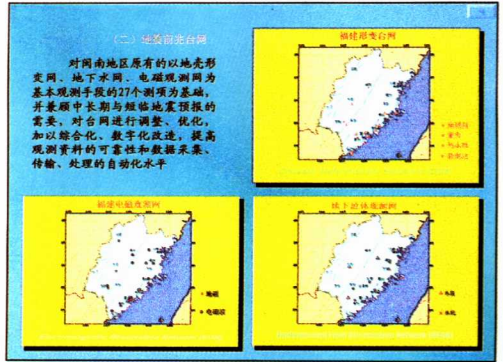 (二) 地震前兆台网
对闽南地区原有的以地壳形
变网、地下水网、电磁观测网为
基本观测手段的27个测项为基础,
并兼顾中长期与短临地震预报的
需要,对台网进行调整、优化,
加以综合化、数字化改造,提高
观测资料的可靠性和数据采集、
传输、处理的自动化水平
福建形变台网
福建电磁观测网
地下流体观测网
地磁
电磁波
水氡
水位